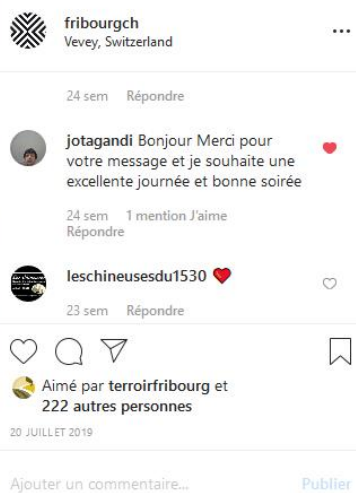 fribourgch
Vevey, Switzerland
24 sem Répondre
jotagandi Bonjour Merci pour
votre message et je souhaite une
excellente journée et bonne soirée
24 sem 1 mention J'aime
Répondre
leschineusesdu1530
23 sem Répondre
Aimé par terroirfribourg et
222 autres personnes
20 JUILLET 2019
Ajouter un commentaire... Publier